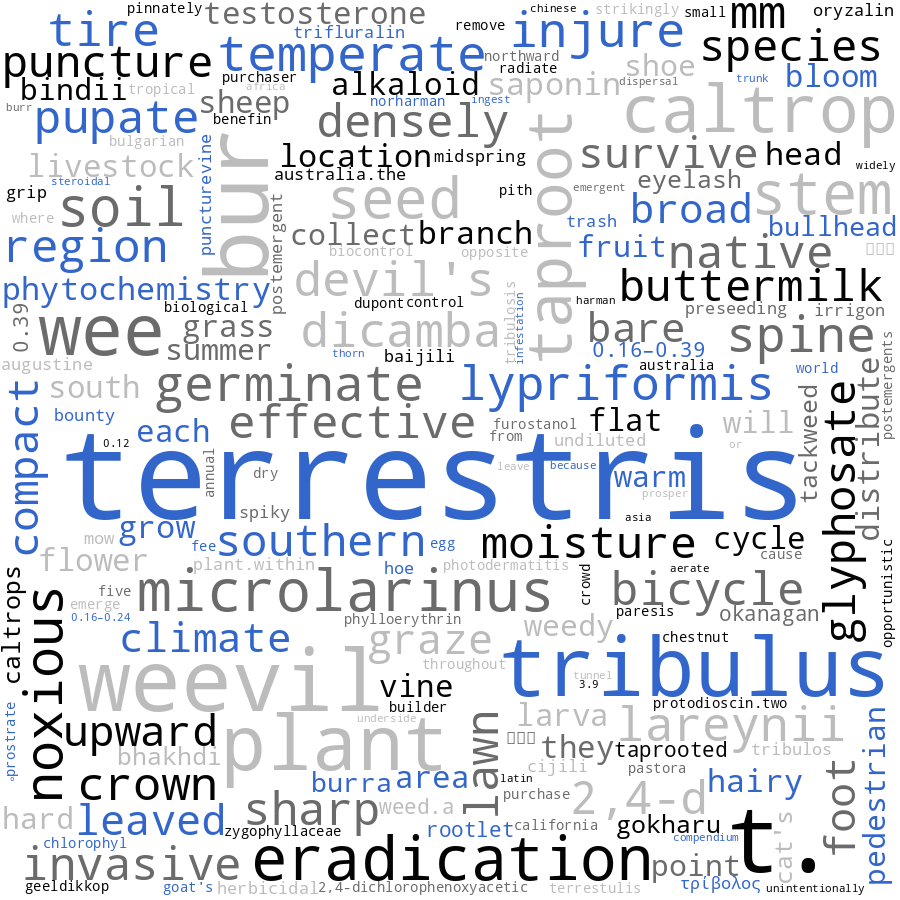 pinnately
testosterone
chinese
strikingly
small
mm
oryzalin
tire
trifluralin
remove
injure
species
puncture
temperate
northward
radiate
shoe
bloom
bindii
tropical
purchaser
africa
alkaloid
saponin
dispersal
trunk
burr
pupate
sheep
benefin
norharman
ingest
densely
caltrop
bulgarian
livestock
steroidal
puncturevine
bur
location
midspring
australia.the
taproot
survive
head
widely
grip
where
soil
seed
pith
emergent
eyelash
stem
region
postemergent
collect
branch
biocontrol
opposite
trash
broad
bullhead
fruit
native
phytochemistry
biological
devil's
dupont
control
tribulosis
infestation
harman
buttermilk
preseeding
irrigon
0.39
wee
grass
summer
dicamba
thorn
baijili
bare
0.16–0.39
spine
augustine
south
germinate
lypriformis
australia
world
postemergents
compact
bounty
each
effective
furostanol
from
flat
undiluted
will
or
tackweed
glyphosate
distribute
0.12
terrestris
annual
dry
leave
because
warm
prosper
spiky
asia
mow
grow
fee
southern
egg
moisture
cycle
cause
flower
plant.within
hoe
photodermatitis
aerate
opportunistic
caltrops
five
emerge
0.16–0.24
microlarinus
crowd
bicycle
paresis
okanagan
noxious
climate
phylloerythrin
graze
weedy
chestnut
throughout
tribulus
weevil
vine
builder
tunnel
3.9
protodioscin.two
prostrate
upward
plant
underside
lawn
larva
lareynii
bhakhdi
they
taprooted
tribulos
cijili
pastora
crown
burra
area
latin
purchase
2,4-d
hairy
foot
pedestrian
hard
leaved
sharp
weed.a
rootlet
california
gokharu
compendium
t.
cat's
chlorophyl
zygophyllaceae
invasive
eradication
point
geeldikkop
goat's
herbicidal
2,4-dichlorophenoxyacetic
terrestulis
τρίβολος
unintentionally